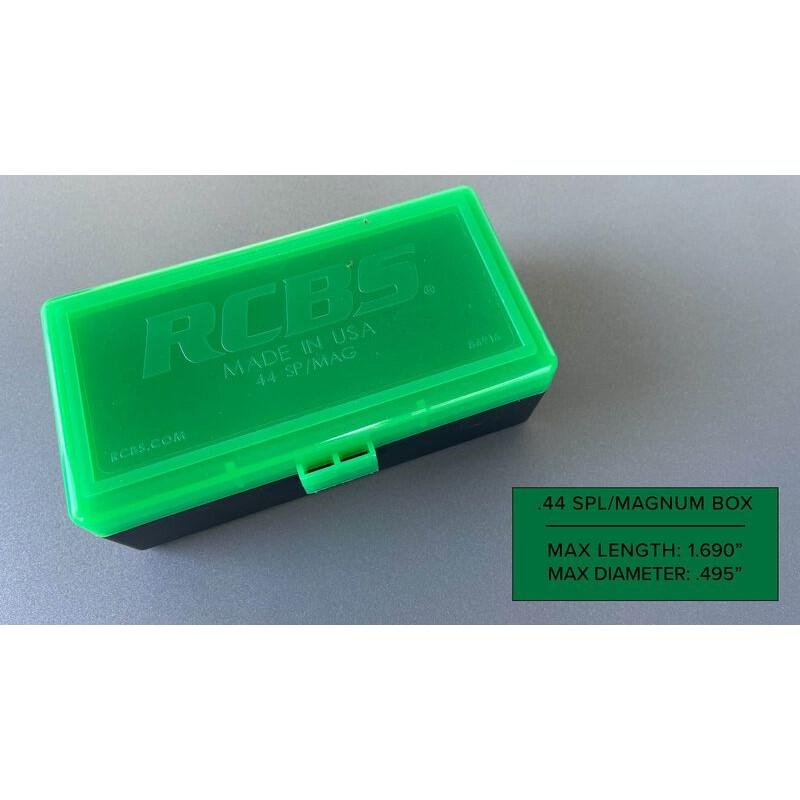 RCBS®
MADE IN USA
44 SP/MAG
86916
RCBS.COM
.44 SPL/MAGNUM BOX
MAX LENGTH: 1.690”
MAX DIAMETER: .495”